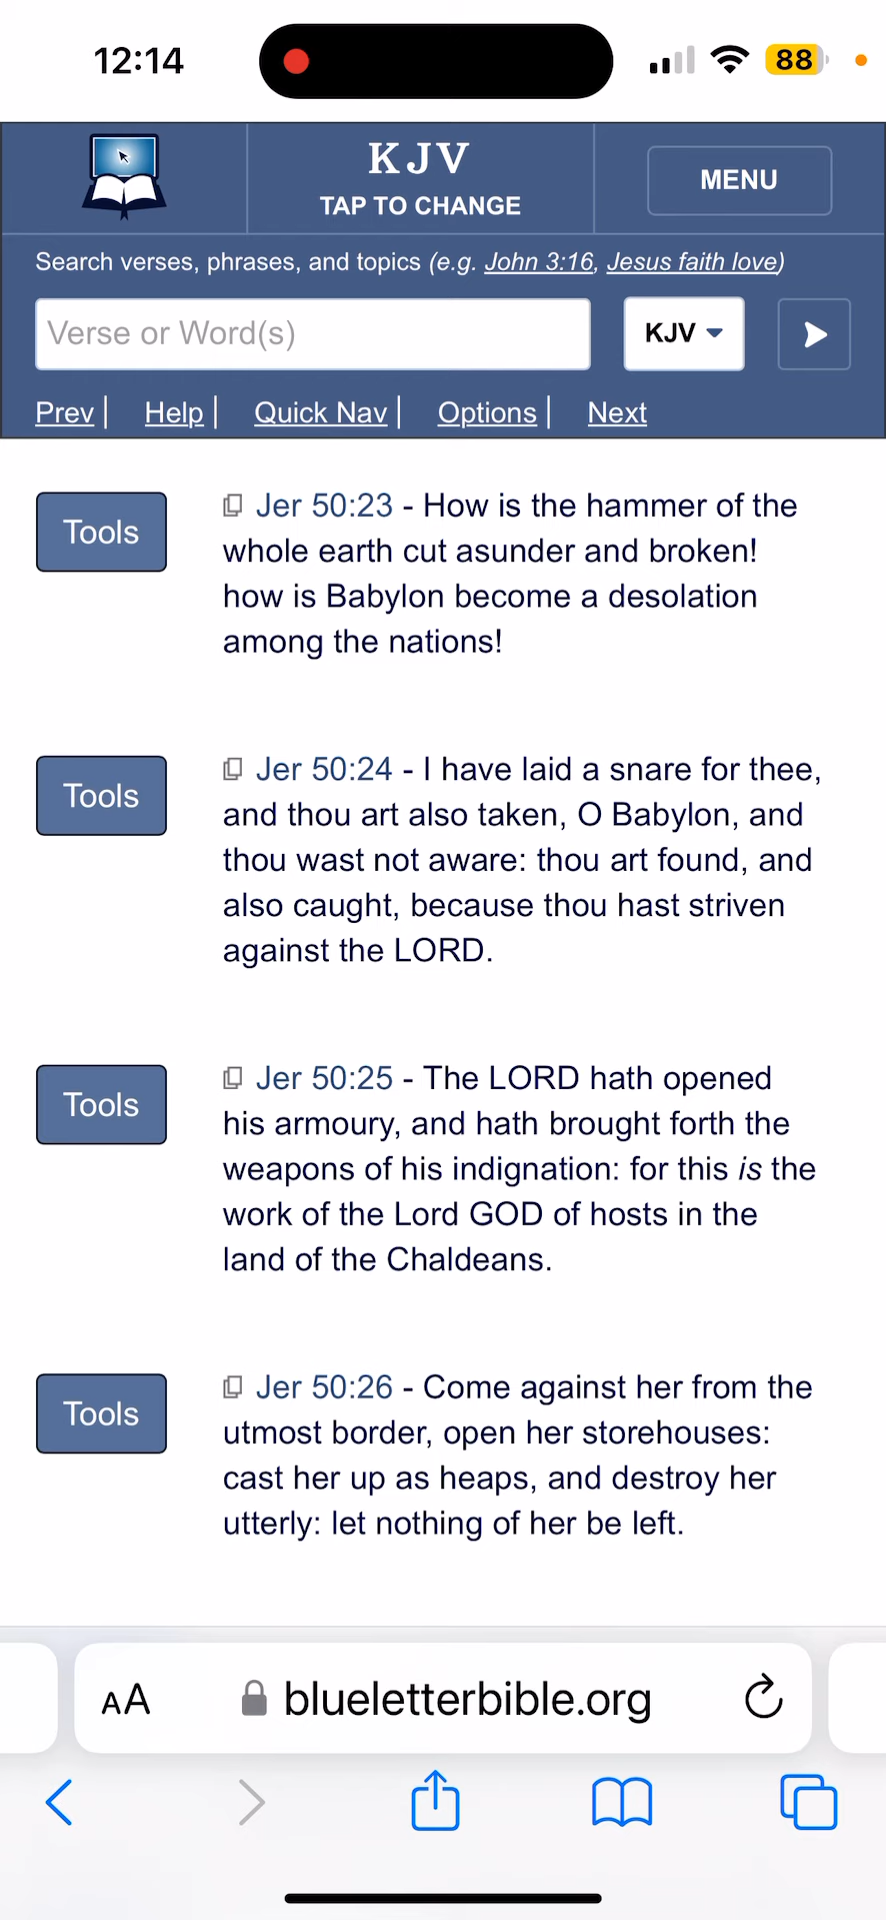 12:14
88
KJV
TAP TO CHANGE
MENU
Search verses, phrases, and topics (e.g. John 3:16, Jesus faith love)
Verse or Word(s)
KJV
Prev | Help | Quick Nav | Options | Next
Tools
Jer 50:23 - How is the hammer of the
whole earth cut asunder and broken!
how is Babylon become a desolation
among the nations!
Tools
Jer 50:24 - I have laid a snare for thee,
and thou art also taken, O Babylon, and
thou wast not aware: thou art found, and
also caught, because thou hast striven
against the LORD.
Tools
Jer 50:25 - The LORD hath opened
his armoury, and hath brought forth the
weapons of his indignation: for this is the
work of the Lord GOD of hosts in the
land of the Chaldeans.
Tools
Jer 50:26 - Come against her from the
utmost border, open her storehouses:
cast her up as heaps, and destroy her
utterly: let nothing of her be left.
AA blueletterbible.org